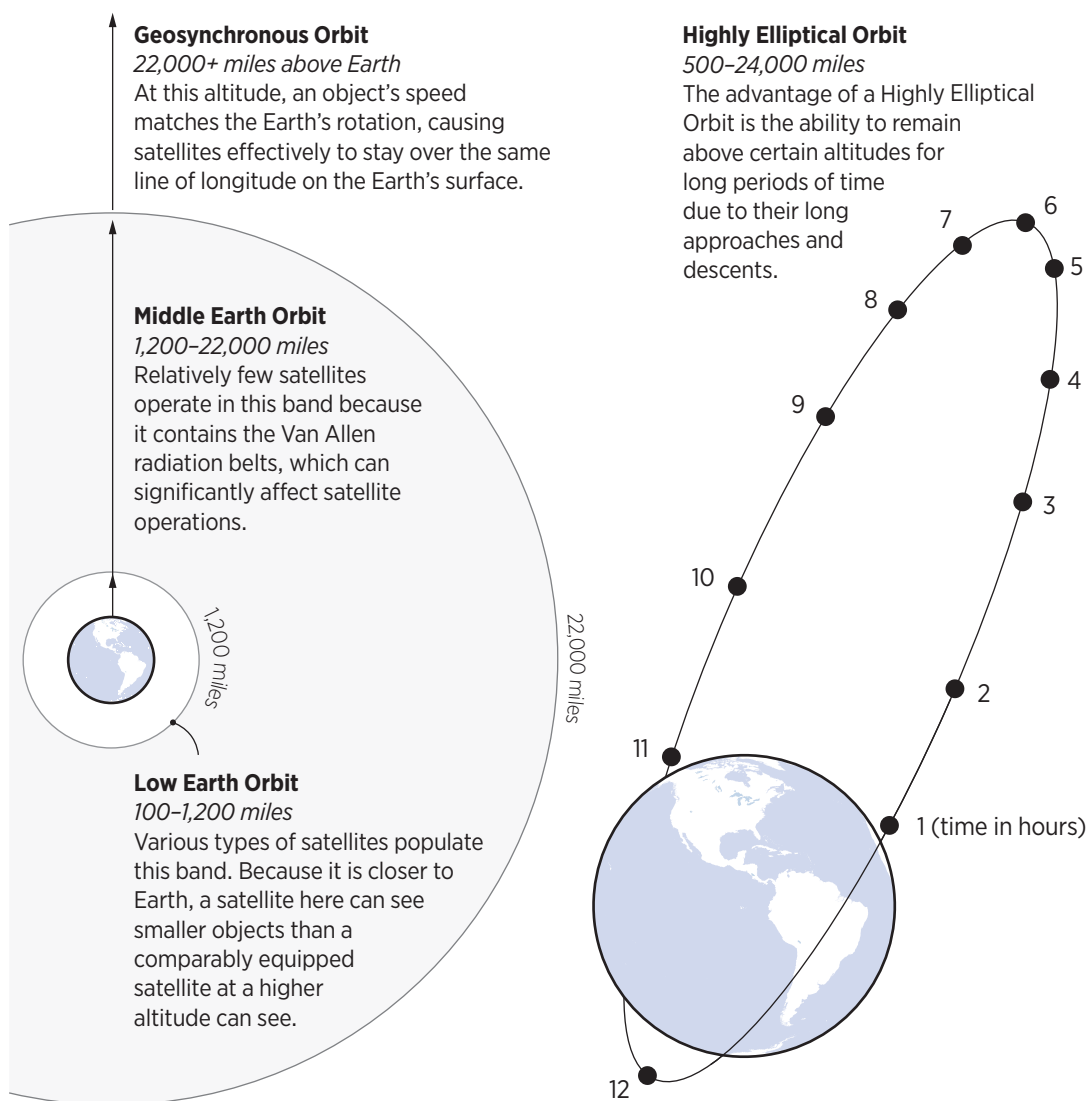 Geosynchronous Orbit
22,000+ miles above Earth
At this altitude, an object’s speed
matches the Earth’s rotation, causing
satellites effectively to stay over the same
line of longitude on the Earth’s surface.
Middle Earth Orbit
1,200–22,000 miles
Relatively few satellites
operate in this band because
it contains the Van Allen
radiation belts, which can
significantly affect satellite
operations.
1,200 miles
22,000 miles
Low Earth Orbit
100–1,200 miles
Various types of satellites populate
this band. Because it is closer to
Earth, a satellite here can see
smaller objects than a
comparably equipped
satellite at a higher
altitude can see.
Highly Elliptical Orbit
500–24,000 miles
The advantage of a Highly Elliptical
Orbit is the ability to remain
above certain altitudes for
long periods of time
due to their long
approaches and
descents.
1 (time in hours)
2
3
4
5
6
7
8
9
10
11
12